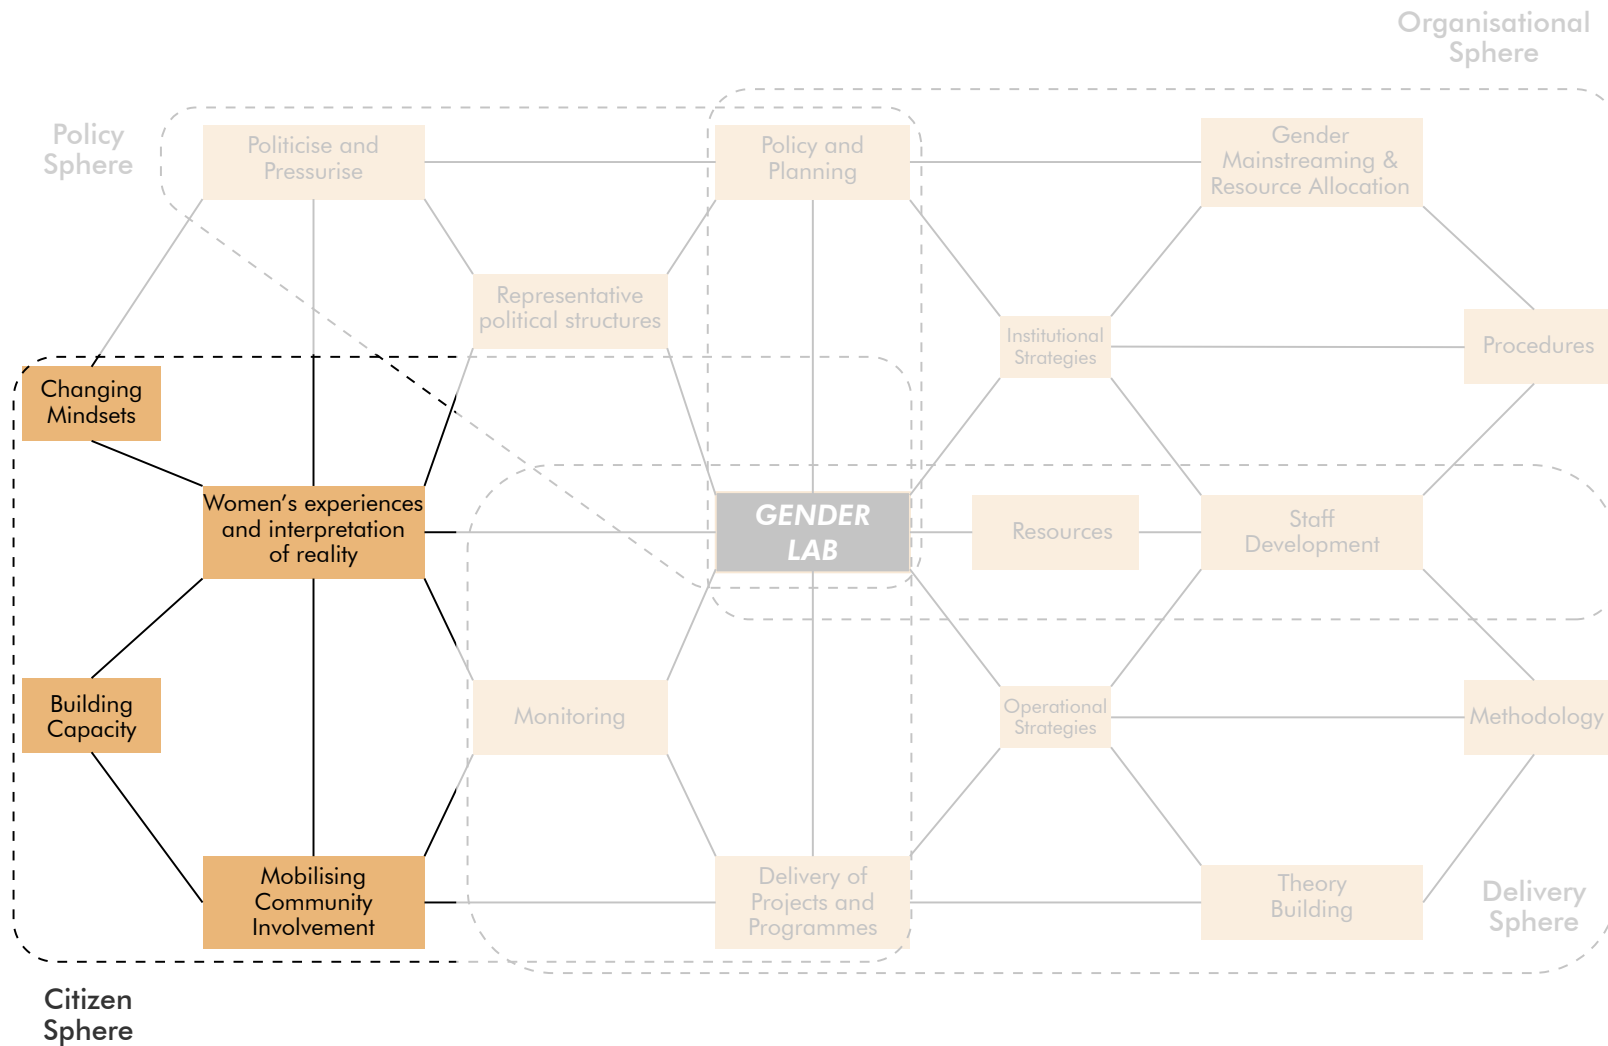 Organisational
Sphere
Policy
Sphere
Politicise and
Pressurise
Policy and
Planning
Gender
Mainstreaming &
Resource Allocation
Representative
political structures
Institutional
Strategies
Procedures
Changing
Mindsets
Women’s experiences
and interpretation
of reality
GENDER
LAB
Resources
Staff
Development
Building
Capacity
Monitoring
Operational
Strategies
Methodology
Mobilising
Community
Involvement
Delivery of
Projects and
Programmes
Theory
Building
Delivery
Sphere
Citizen
Sphere